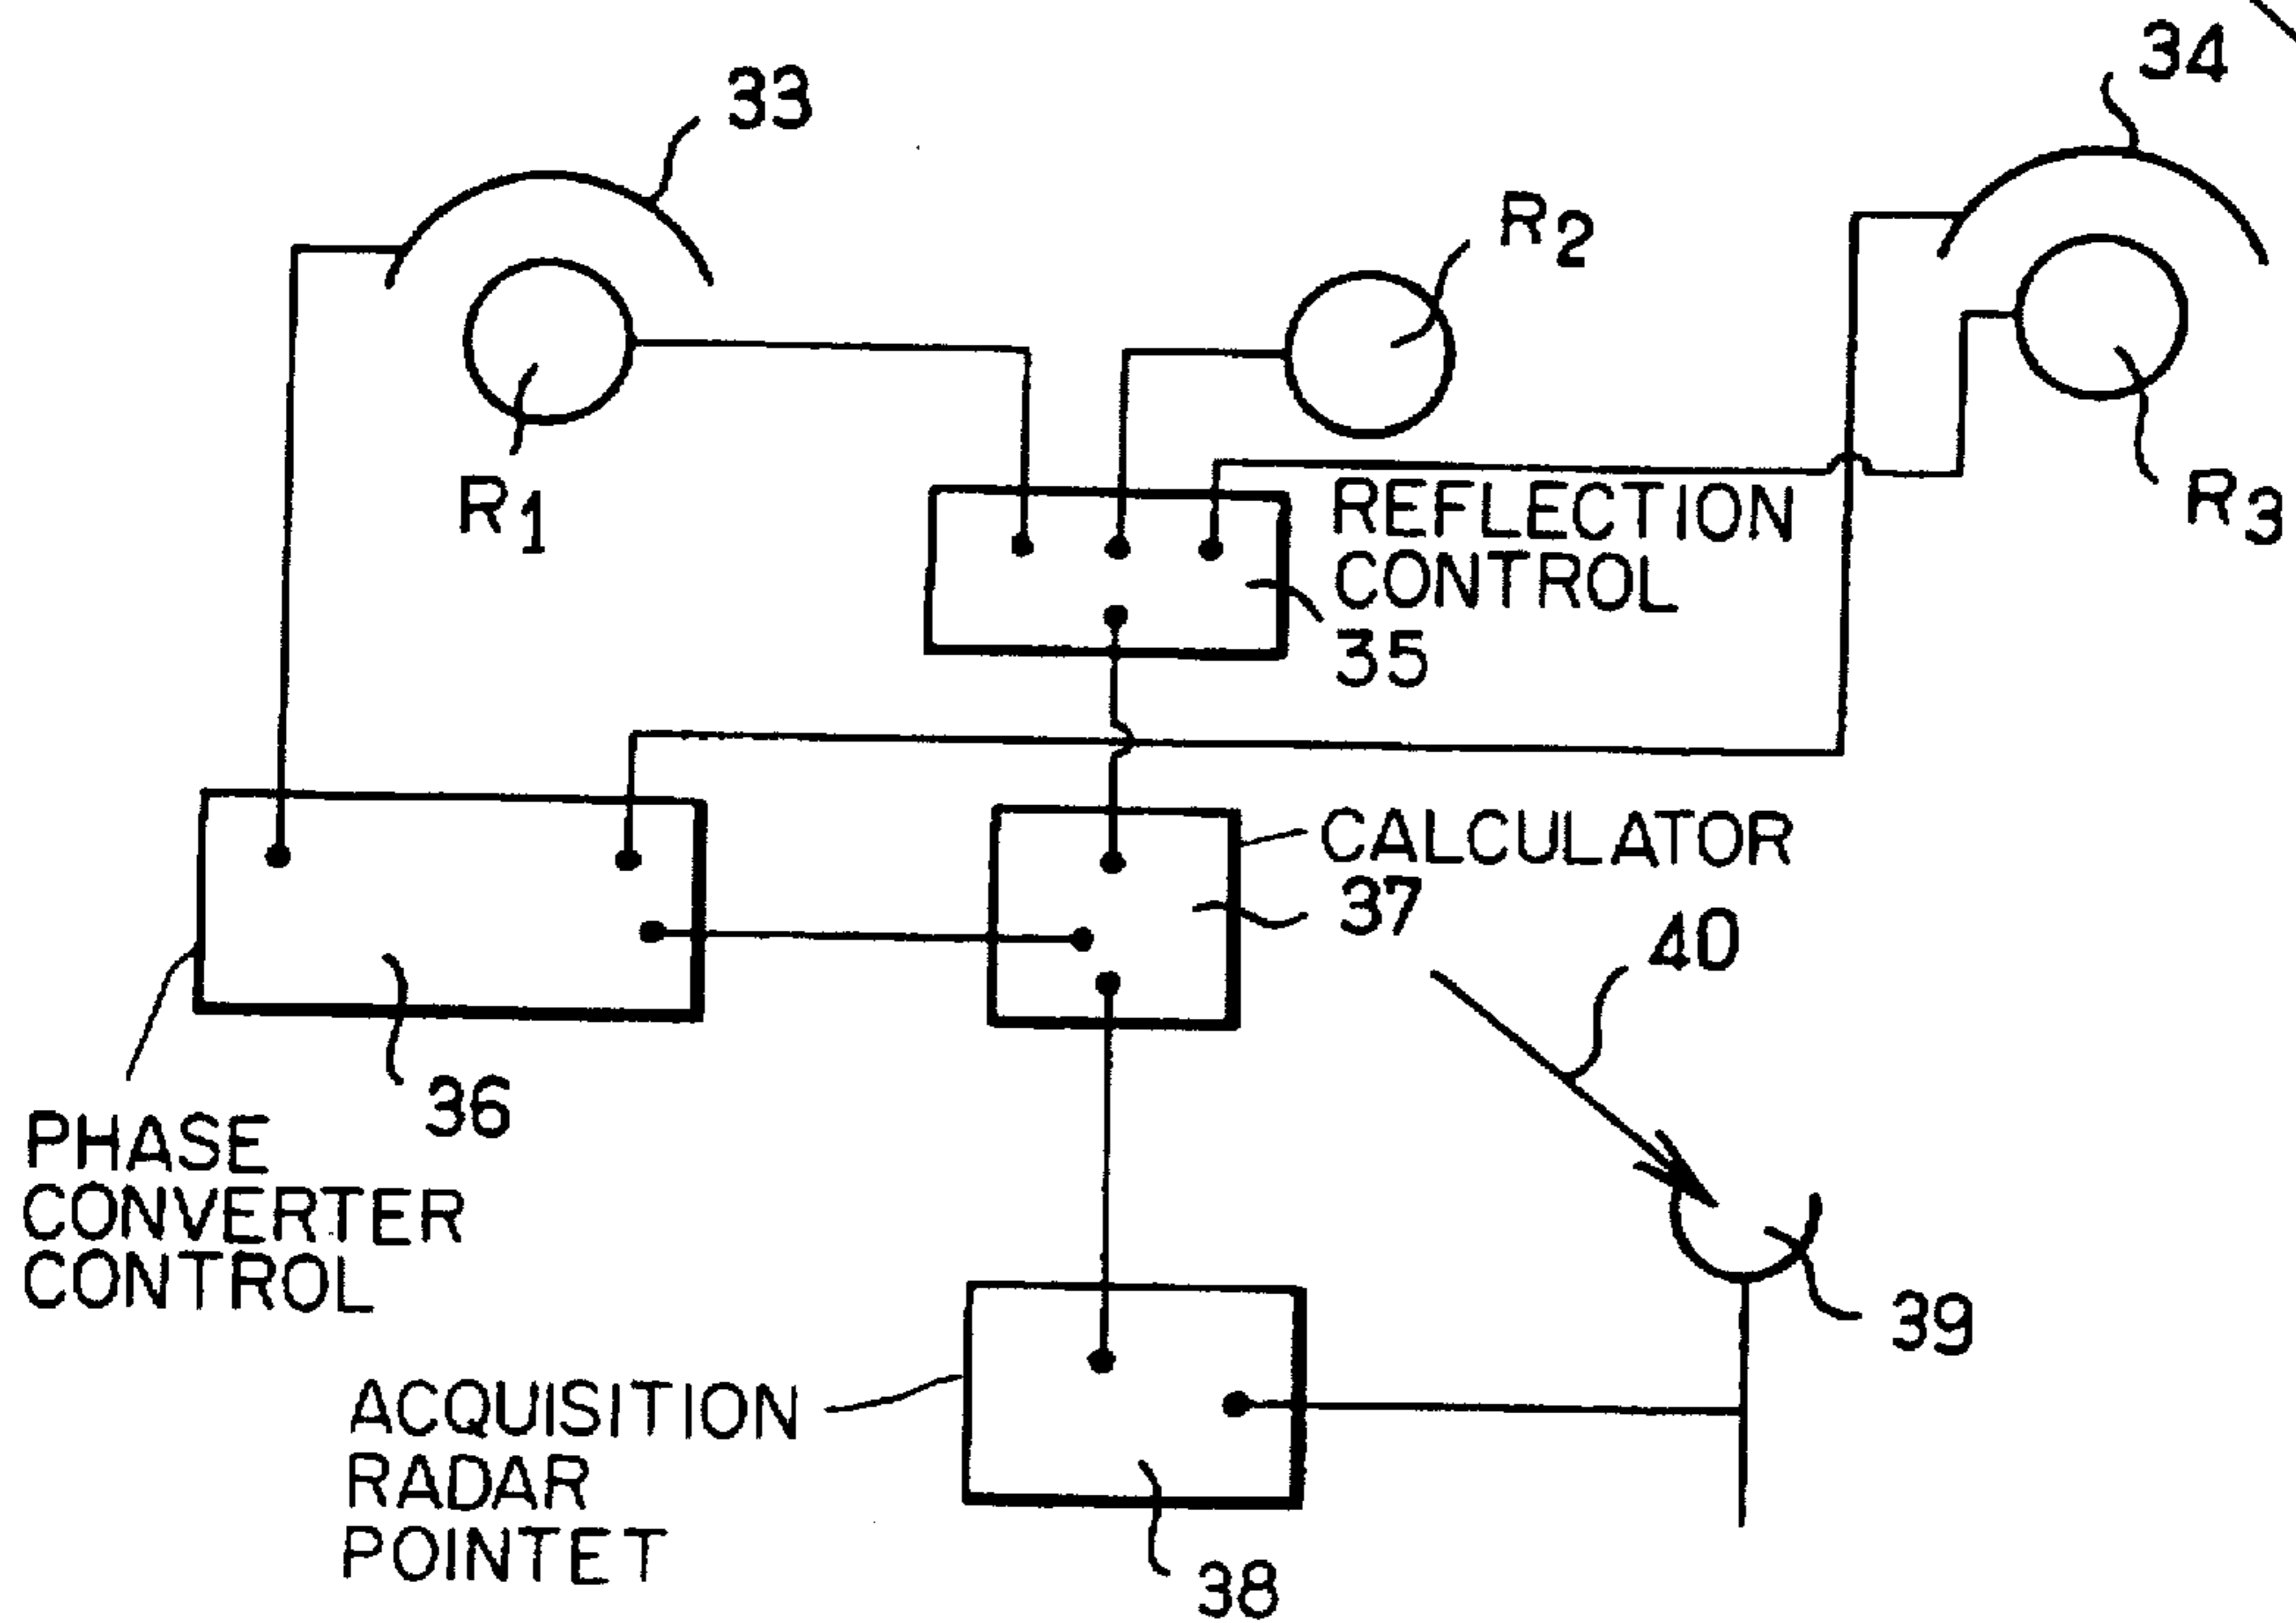 34
33
R2
R1
R3
REFLECTION
CONTROL
35
CALCULATOR
37
40
36
PHASE
CONVERTER
CONTROL
39
ACQUISITION
RADAR
POINTET
38